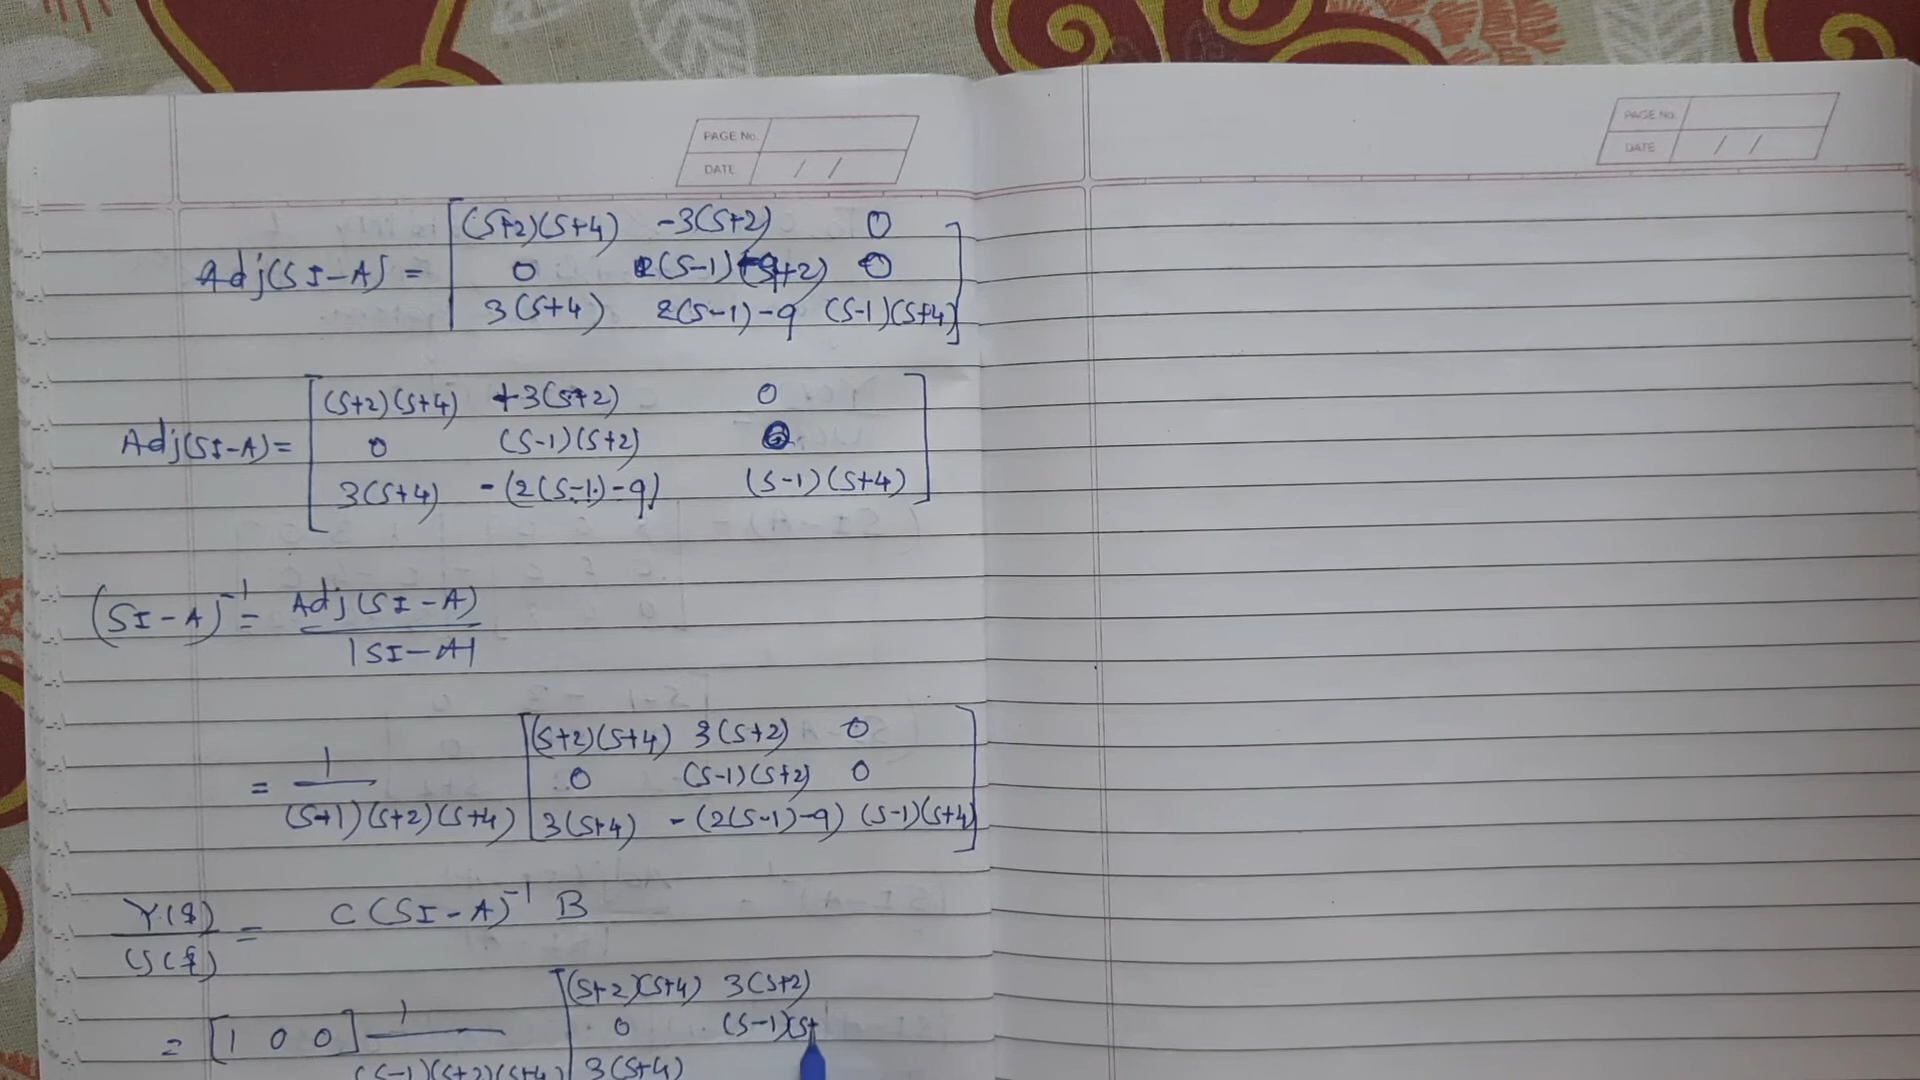 PAGE No.
DATE / /
PAGE No.
DATE / /
(S+2)(S+4) -3(S+2) 0
Adj(SI-A) = 0 (S-1)(S+2) 0
3(S+4) 2(S-1)-9 (S-1)(S+4)
(S+2)(S+4) +3(S+2) 0
Adj(SI-A) = 0 (S-1)(S+2) 0
3(S+4) -(2(S-1)-9) (S-1)(S+4)
(SI-A)⁻¹ = Adj(SI-A)
|SI-A|
(S+2)(S+4) 3(S+2) 0
= 1 0 (S-1)(S+2) 0
(S+1)(S+2)(S+4) 3(S+4) -(2(S-1)-9) (S-1)(S+4)
Y(s) = C(SI-A)⁻¹ B
U(s)
(S+2)(S+4) 3(S+2)
= [1 0 0] 1 0 (S-1)(S+
(S-1)(S+2)(S+4) 3(S+4)